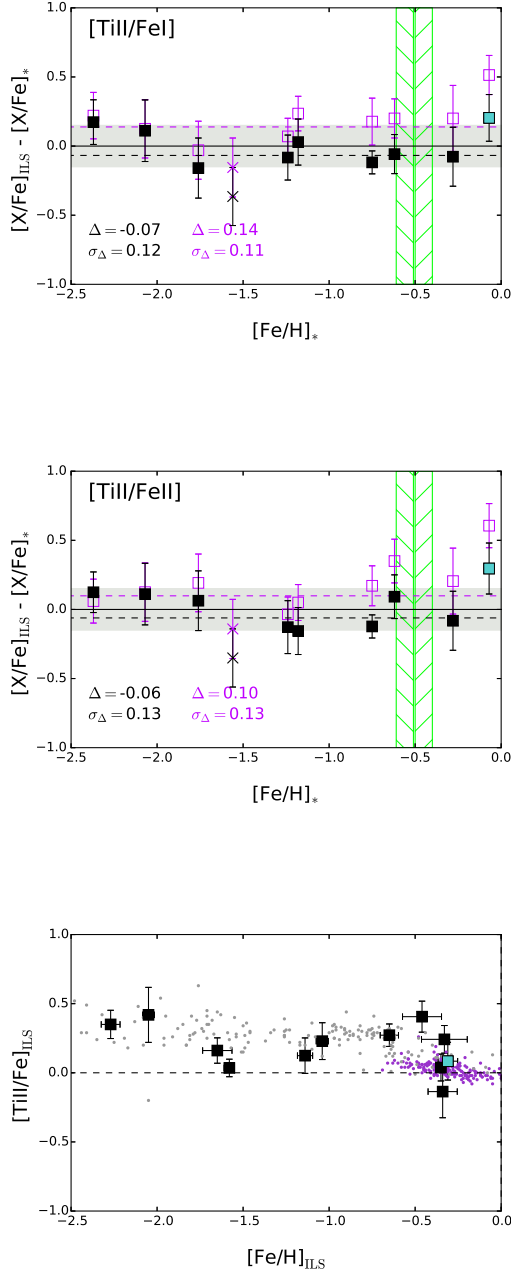 [TiII/FeI]
1.0
0.5
0.0
−0.5
−1.0
[X/Fe]ILS - [X/Fe]*
Δ = -0.07 Δ = 0.14
σΔ = 0.12 σΔ = 0.11
−2.5 −2.0 −1.5 −1.0 −0.5 0.0
[Fe/H]*
[TiII/FeII]
1.0
0.5
0.0
−0.5
−1.0
[X/Fe]ILS - [X/Fe]*
Δ = -0.06 Δ = 0.10
σΔ = 0.13 σΔ = 0.13
−2.5 −2.0 −1.5 −1.0 −0.5 0.0
[Fe/H]*
1.0
0.5
0.0
−0.5
−1.0
[TiII/Fe]ILS
−2.5 −2.0 −1.5 −1.0 −0.5 0.0
[Fe/H]ILS